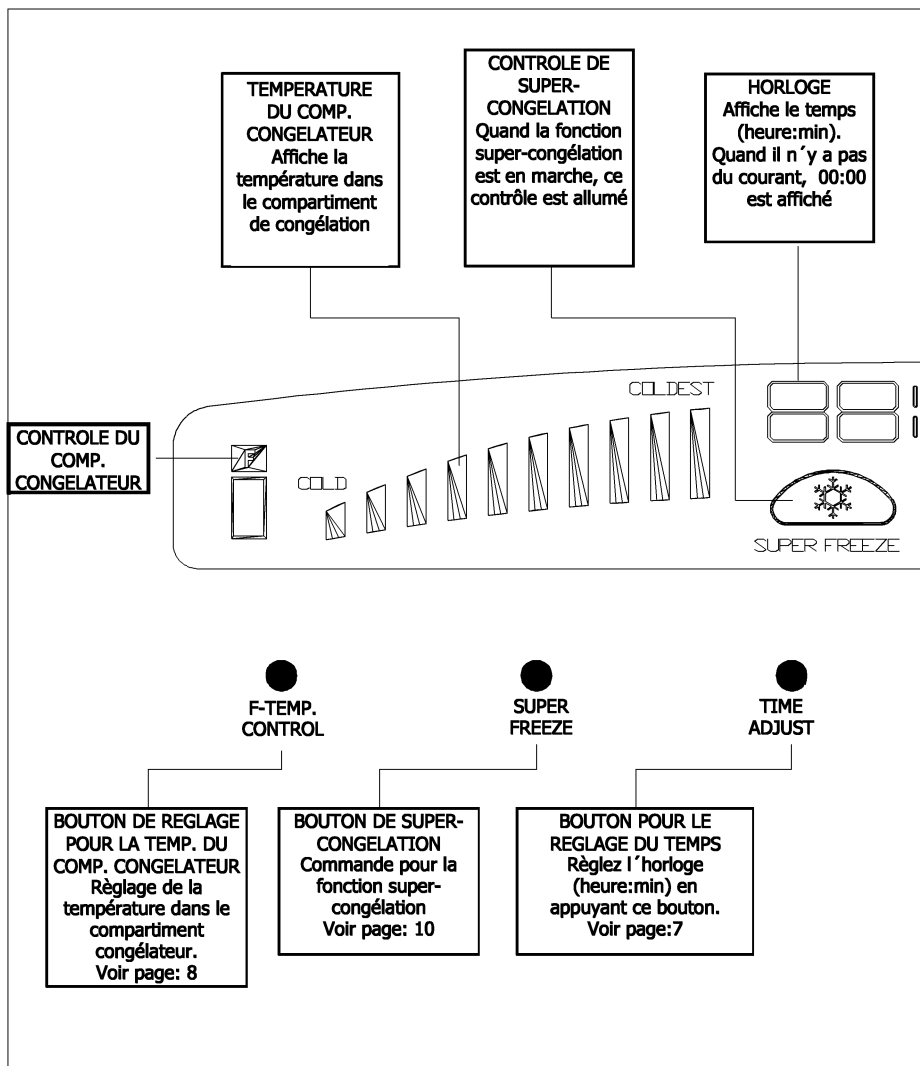 TEMPERATURE
DU COMP.
CONGELATEUR
Affiche la
température dans
le compartiment
de congélation
CONTROLE DE
SUPER-
CONGELATION
Quand la fonction
super-congélation
est en marche, ce
contrôle est allumé
HORLOGE
Affiche le temps
(heure:min).
Quand il n´y a pas
du courant, 00:00
est affiché
COLDEST
CONTROLE DU
COMP.
CONGELATEUR
F
COLD
SUPER FREEZE
F-TEMP.
CONTROL
SUPER
FREEZE
TIME
ADJUST
BOUTON DE REGLAGE
POUR LA TEMP. DU
COMP. CONGELATEUR
Règlage de la
température dans le
compartiment
congélateur.
Voir page: 8
BOUTON DE SUPER-
CONGELATION
Commande pour la
fonction super-
congélation
Voir page: 10
BOUTON POUR LE
REGLAGE DU TEMPS
Règlez l´horloge
(heure:min) en
appuyant ce bouton.
Voir page:7